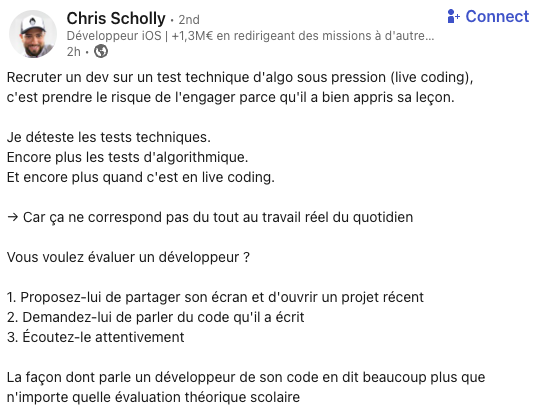 Chris Scholly · 2nd
Connect
Développeur iOS | +1,3M€ en redirigeant des missions à d'autre...
2h ·
Recruter un dev sur un test technique d'algo sous pression (live coding),
c'est prendre le risque de l'engager parce qu'il a bien appris sa leçon.
Je déteste les tests techniques.
Encore plus les tests d'algorithmique.
Et encore plus quand c'est en live coding.
→ Car ça ne correspond pas du tout au travail réel du quotidien
Vous voulez évaluer un développeur ?
1. Proposez-lui de partager son écran et d'ouvrir un projet récent
2. Demandez-lui de parler du code qu'il a écrit
3. Écoutez-le attentivement
La façon dont parle un développeur de son code en dit beaucoup plus que
n'importe quelle évaluation théorique scolaire